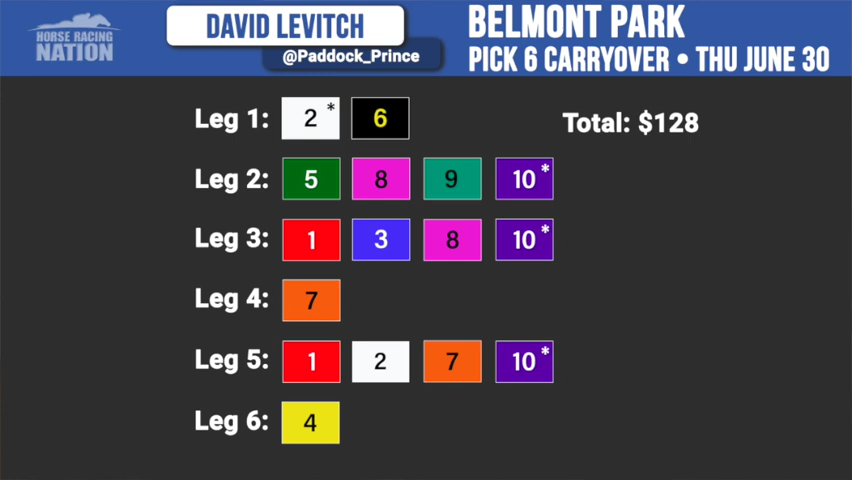 HORSE RACING
NATION
DAVID LEVITCH
@Paddock_Prince
BELMONT PARK
PICK 6 CARRYOVER • THU JUNE 30
Leg 1: 2* 6
Total: $128
Leg 2: 5 8 9 10*
Leg 3: 1 3 8 10*
Leg 4: 7
Leg 5: 1 2 7 10*
Leg 6: 4